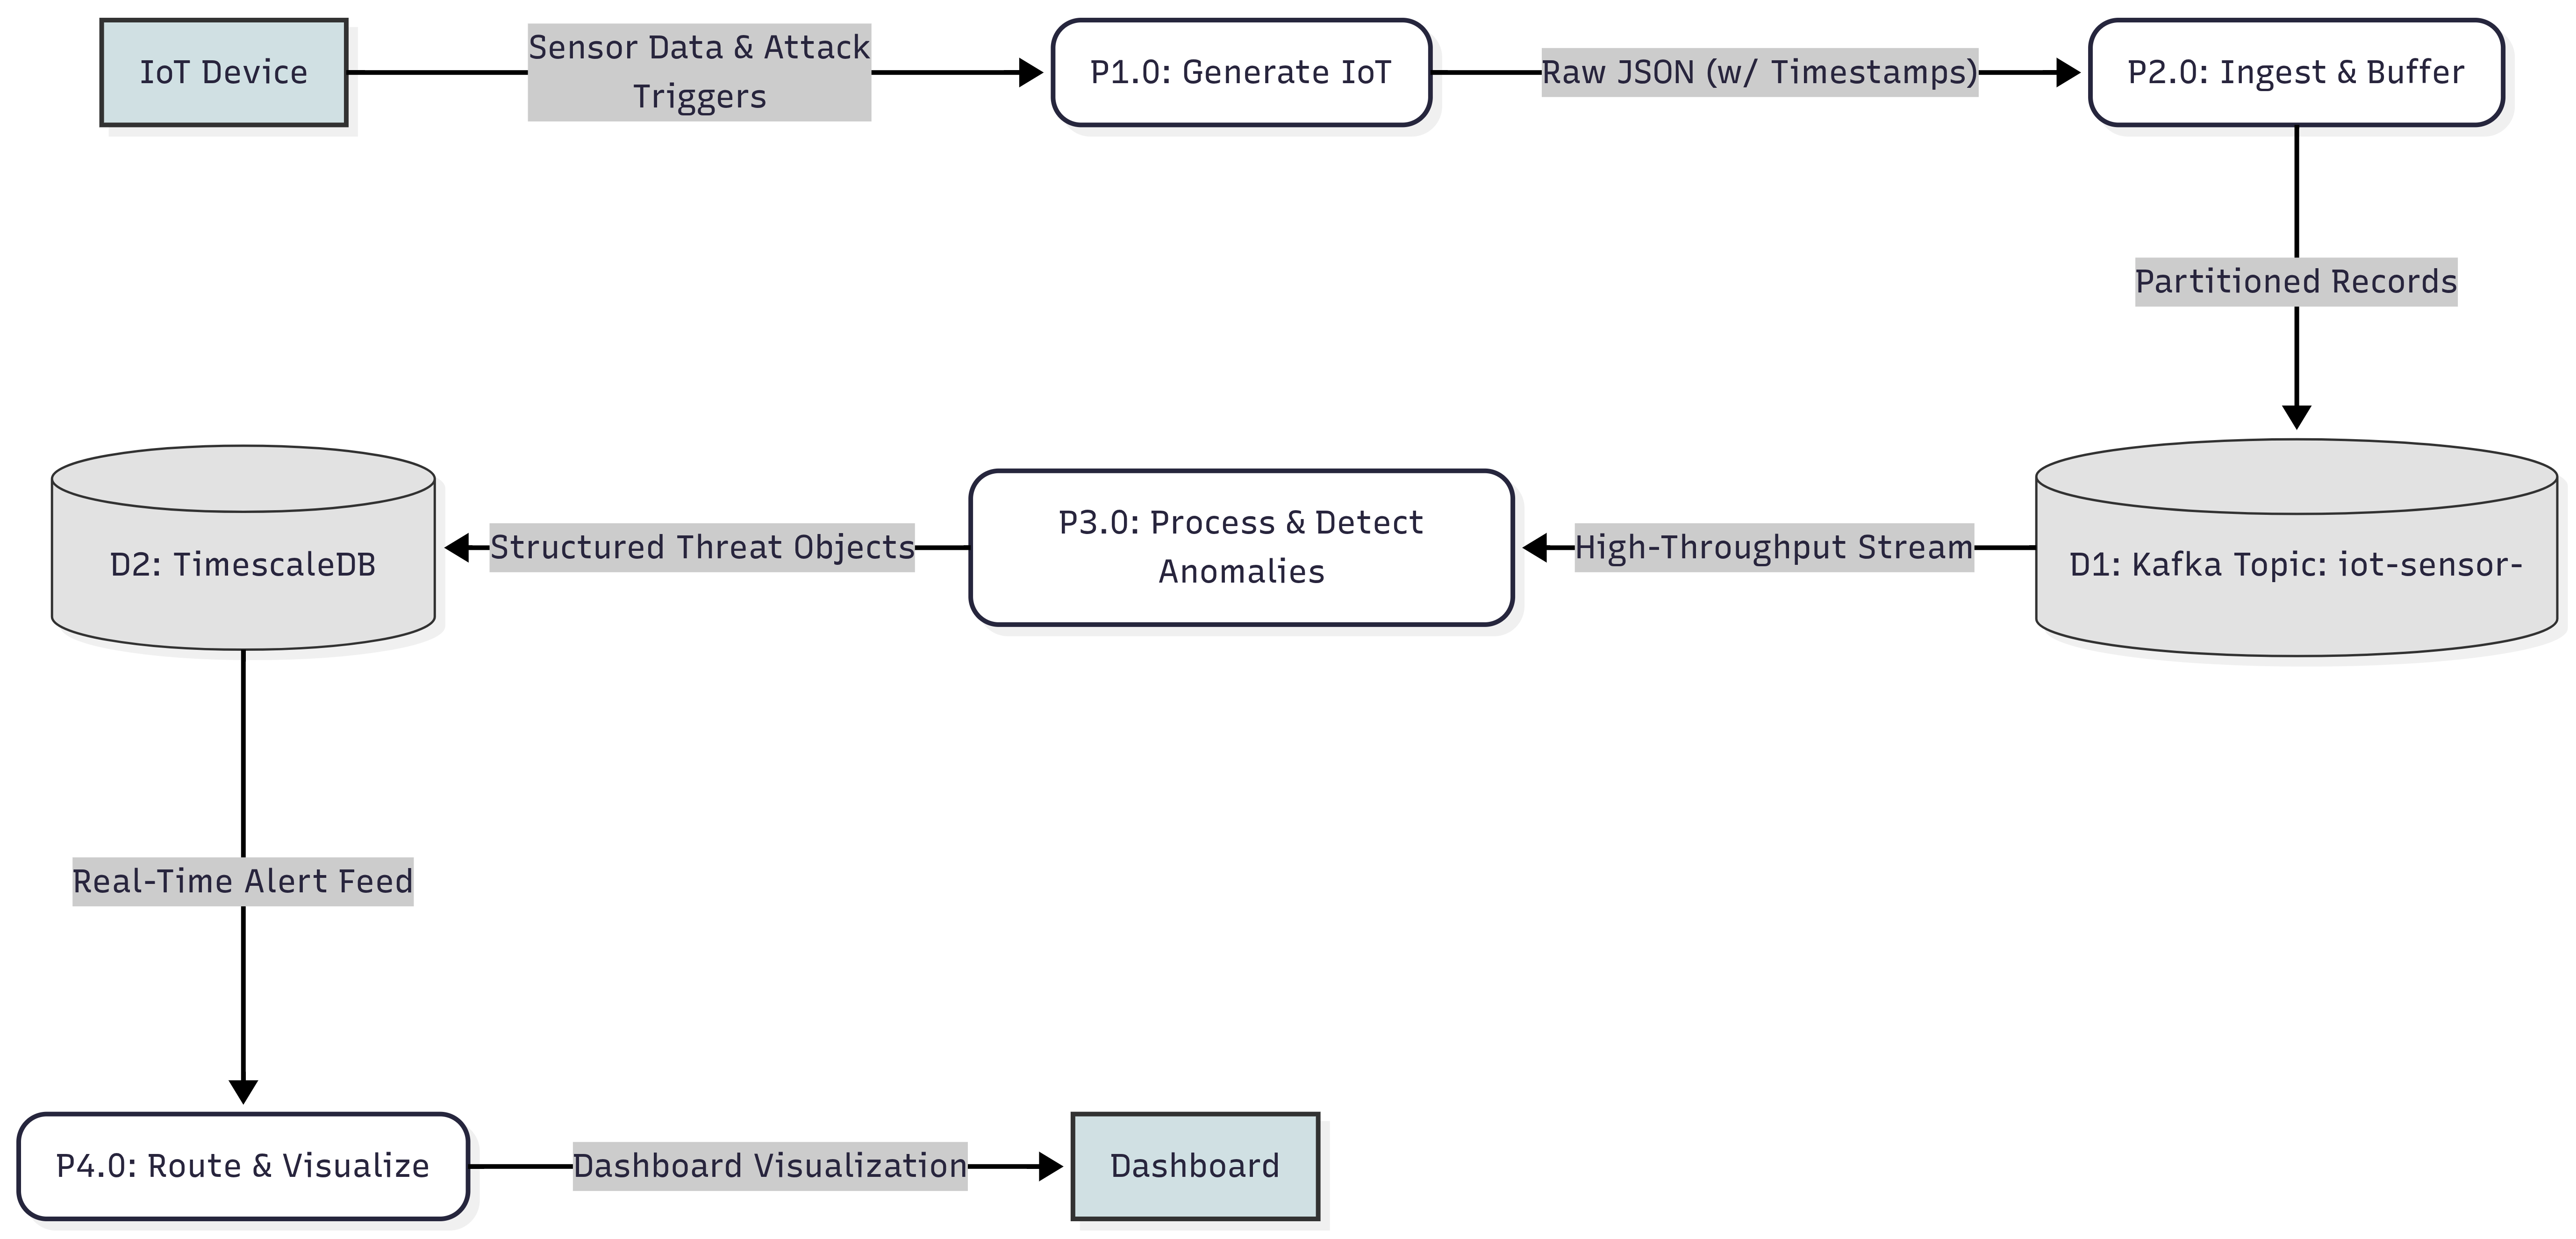 IoT Device
Sensor Data & Attack
Triggers
P1.0: Generate IoT
Raw JSON (w/ Timestamps)
P2.0: Ingest & Buffer
Partitioned Records
D1: Kafka Topic: iot-sensor-
High-Throughput Stream
P3.0: Process & Detect
Anomalies
Structured Threat Objects
D2: TimescaleDB
Real-Time Alert Feed
P4.0: Route & Visualize
Dashboard Visualization
Dashboard